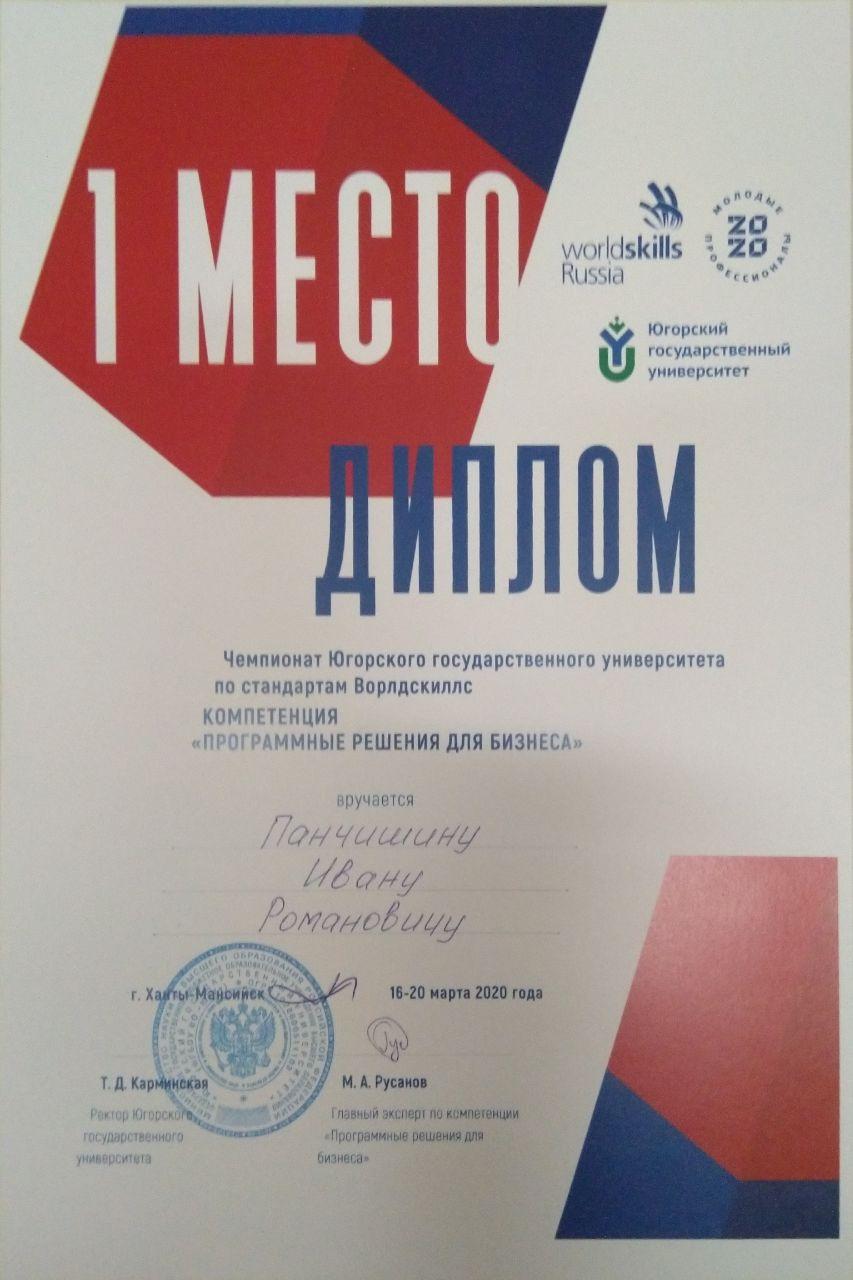 1 МЕСТО
worldskills
Russia
МОЛОДЫЕ
2020
ПРОФЕССИОНАЛЫ
Югорский
государственный
университет
ДИПЛОМ
Чемпионат Югорского государственного университета
по стандартам Ворлдскиллс
КОМПЕТЕНЦИЯ
«ПРОГРАММНЫЕ РЕШЕНИЯ ДЛЯ БИЗНЕСА»
вручается
Панчишину
Ивану
Романовичу
г. Ханты-Мансийск
16-20 марта 2020 года
Т. Д. Карминская
М. А. Русанов
Ректор Югорского
государственного
университета
Главный эксперт по компетенции
«Программные решения для
бизнеса»